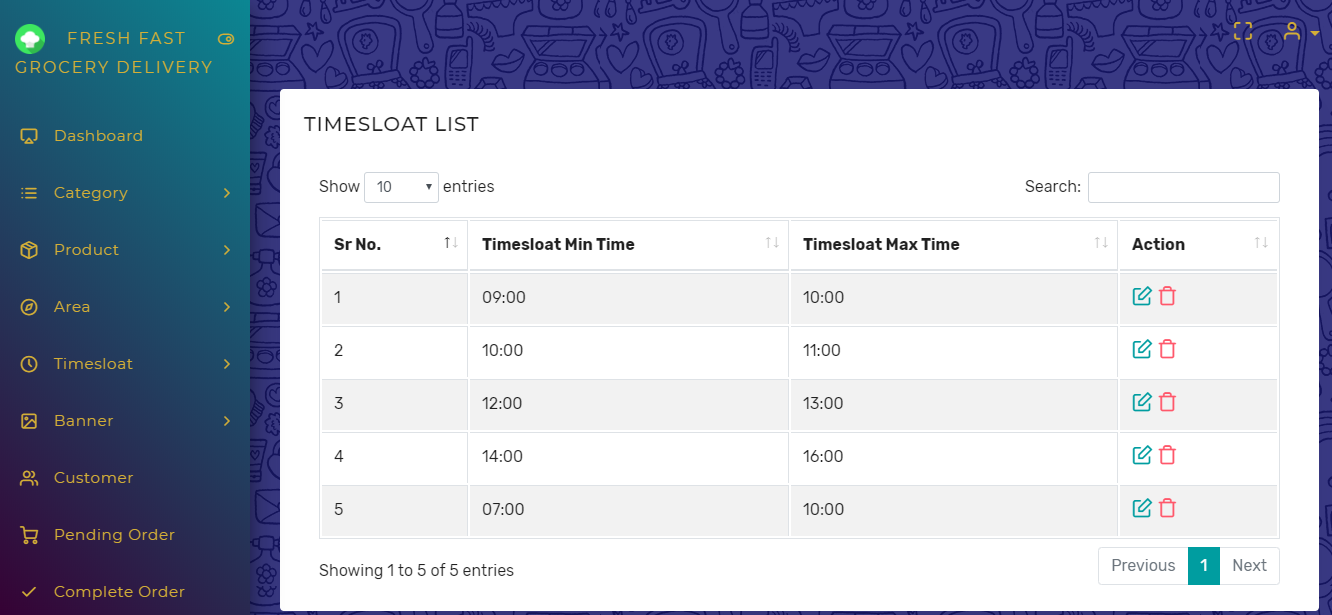 FRESH FAST
GROCERY DELIVERY
Dashboard
Category
Product
Area
Timesloat
Banner
Customer
Pending Order
Complete Order
TIMESLOAT LIST
Show 10 entries
Search:
Sr No. Timesloat Min Time Timesloat Max Time Action
1 09:00 10:00
2 10:00 11:00
3 12:00 13:00
4 14:00 16:00
5 07:00 10:00
Showing 1 to 5 of 5 entries
Previous 1 Next